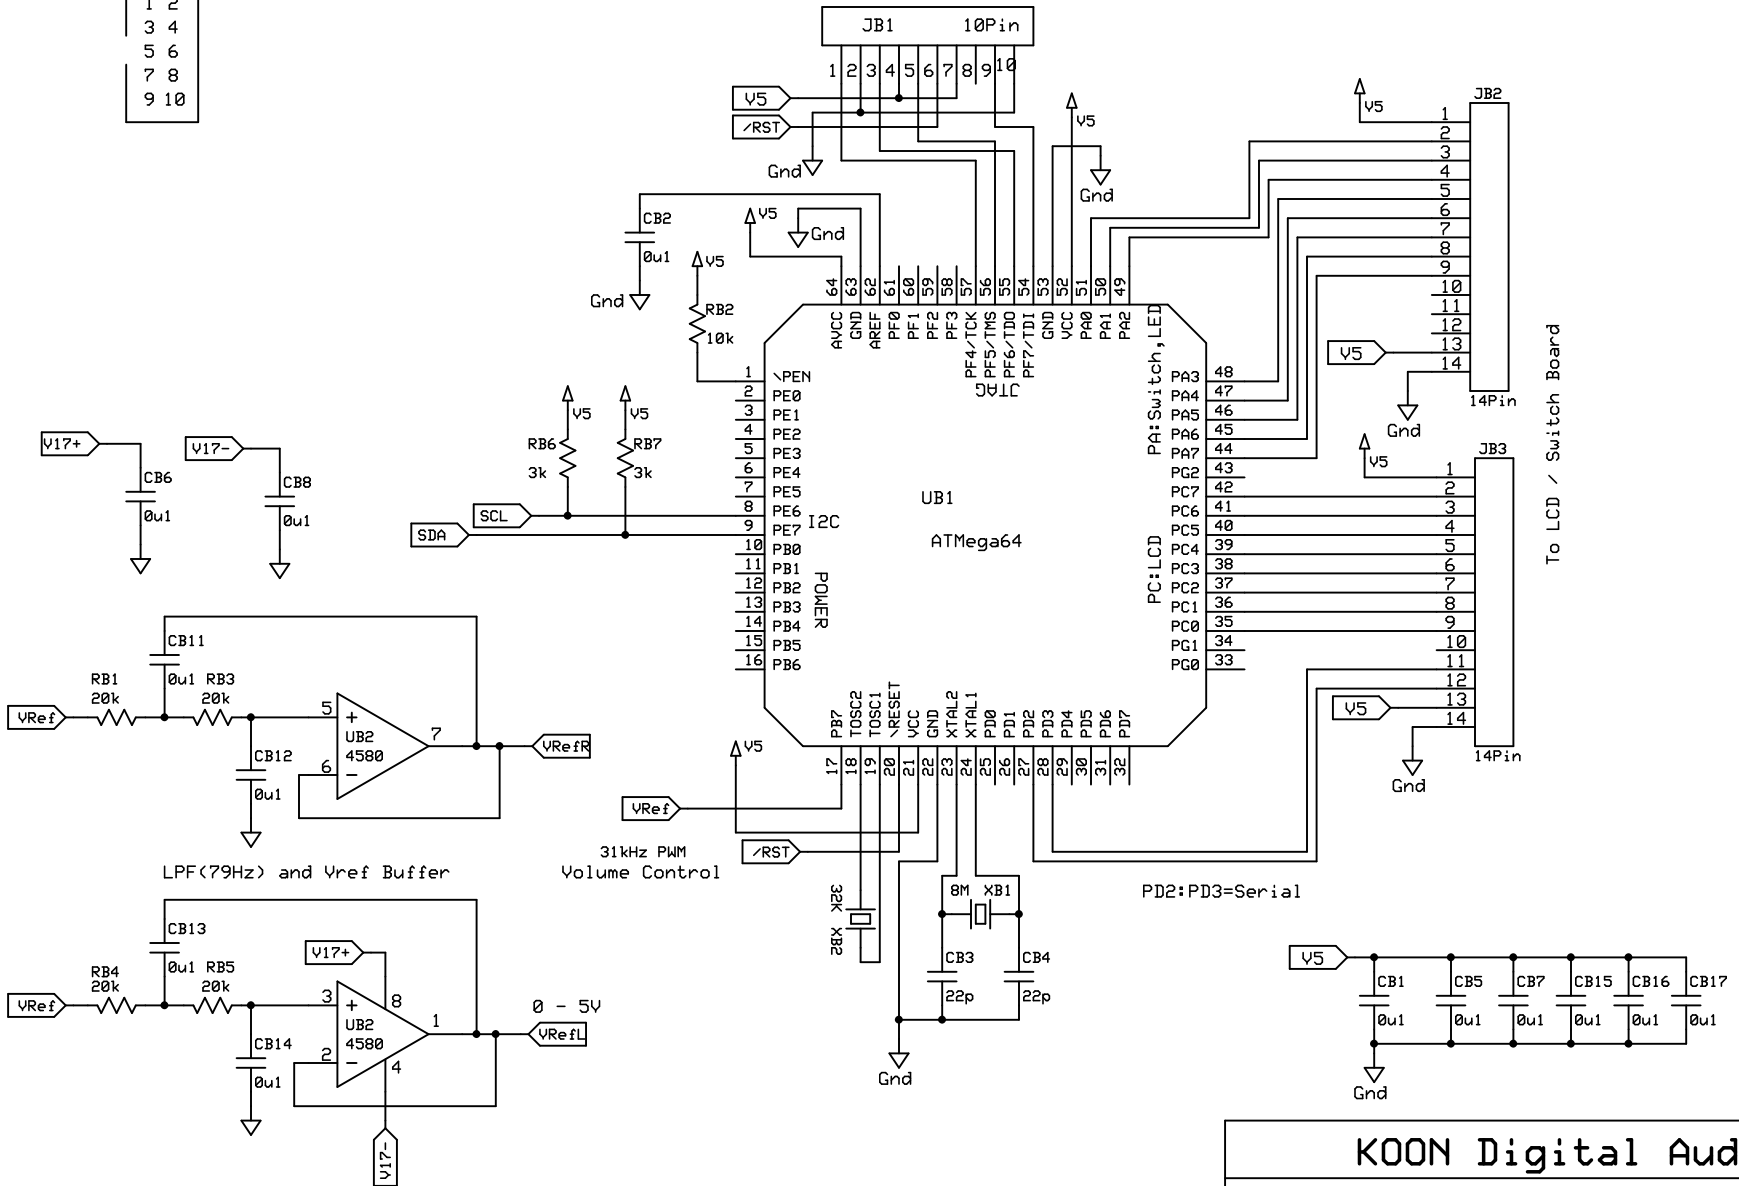 1 2
3 4
5 6
7 8
9 10
JB1 10Pin
1 2 3 4 5 6 7 8 9 10
V5
/RST
Gnd
V5
Gnd
CB2
0u1
Gnd
V5
Gnd
V5
RB2
10k
64 63 62 61 60 59 58 57 56 55 54 53 52 51 50 49
AVCC GND AREF PF0 PF1 PF2 PF3 PF4/TCK PF5/TMS PF6/TDO PF7/TDI GND VCC PA0 PA1 PA2
JTAG
PA:Switch,LED
1 \PEN
2 PE0
3 PE1
4 PE2
5 PE3
6 PE4
7 PE5
8 PE6
9 PE7
10 PB0
11 PB1
12 PB2
13 PB3
14 PB4
15 PB5
16 PB6
I2C
POWER
UB1
ATMega64
PC:LCD
PA3 48
PA4 47
PA5 46
PA6 45
PA7 44
PG2 43
PC7 42
PC6 41
PC5 40
PC4 39
PC3 38
PC2 37
PC1 36
PC0 35
PG1 34
PG0 33
PB7 TOSC2 TOSC1 \RESET VCC GND XTAL2 XTAL1 PD0 PD1 PD2 PD3 PD4 PD5 PD6 PD7
17 18 19 20 21 22 23 24 25 26 27 28 29 30 31 32
V5
JB2
1
2
3
4
5
6
7
8
9
10
11
12
13
14
V5
14Pin
Gnd
V5
JB3
1
2
3
4
5
6
7
8
9
10
11
12
13
14
V5
14Pin
Gnd
To LCD / Switch Board
V5
RB6
3k
V5
RB7
3k
SCL
SDA
V17+
CB6
0u1
V17-
CB8
0u1
CB11
0u1
RB1
20k
RB3
20k
VRef
5 +
UB2
4580
6 -
7
VRefR
CB12
0u1
LPF(79Hz) and Vref Buffer
V5
VRef
31kHz PWM
Volume Control
/RST
32K XB2
8M XB1
CB3
22p
CB4
22p
Gnd
PD2:PD3=Serial
CB13
0u1
RB4
20k
RB5
20k
VRef
V17+
3 +
8
UB2
4580
2 -
4
1
0 - 5V
VRefL
CB14
0u1
V17-
V5
CB1
0u1
CB5
0u1
CB7
0u1
CB15
0u1
CB16
0u1
CB17
0u1
Gnd
KOON Digital Aud